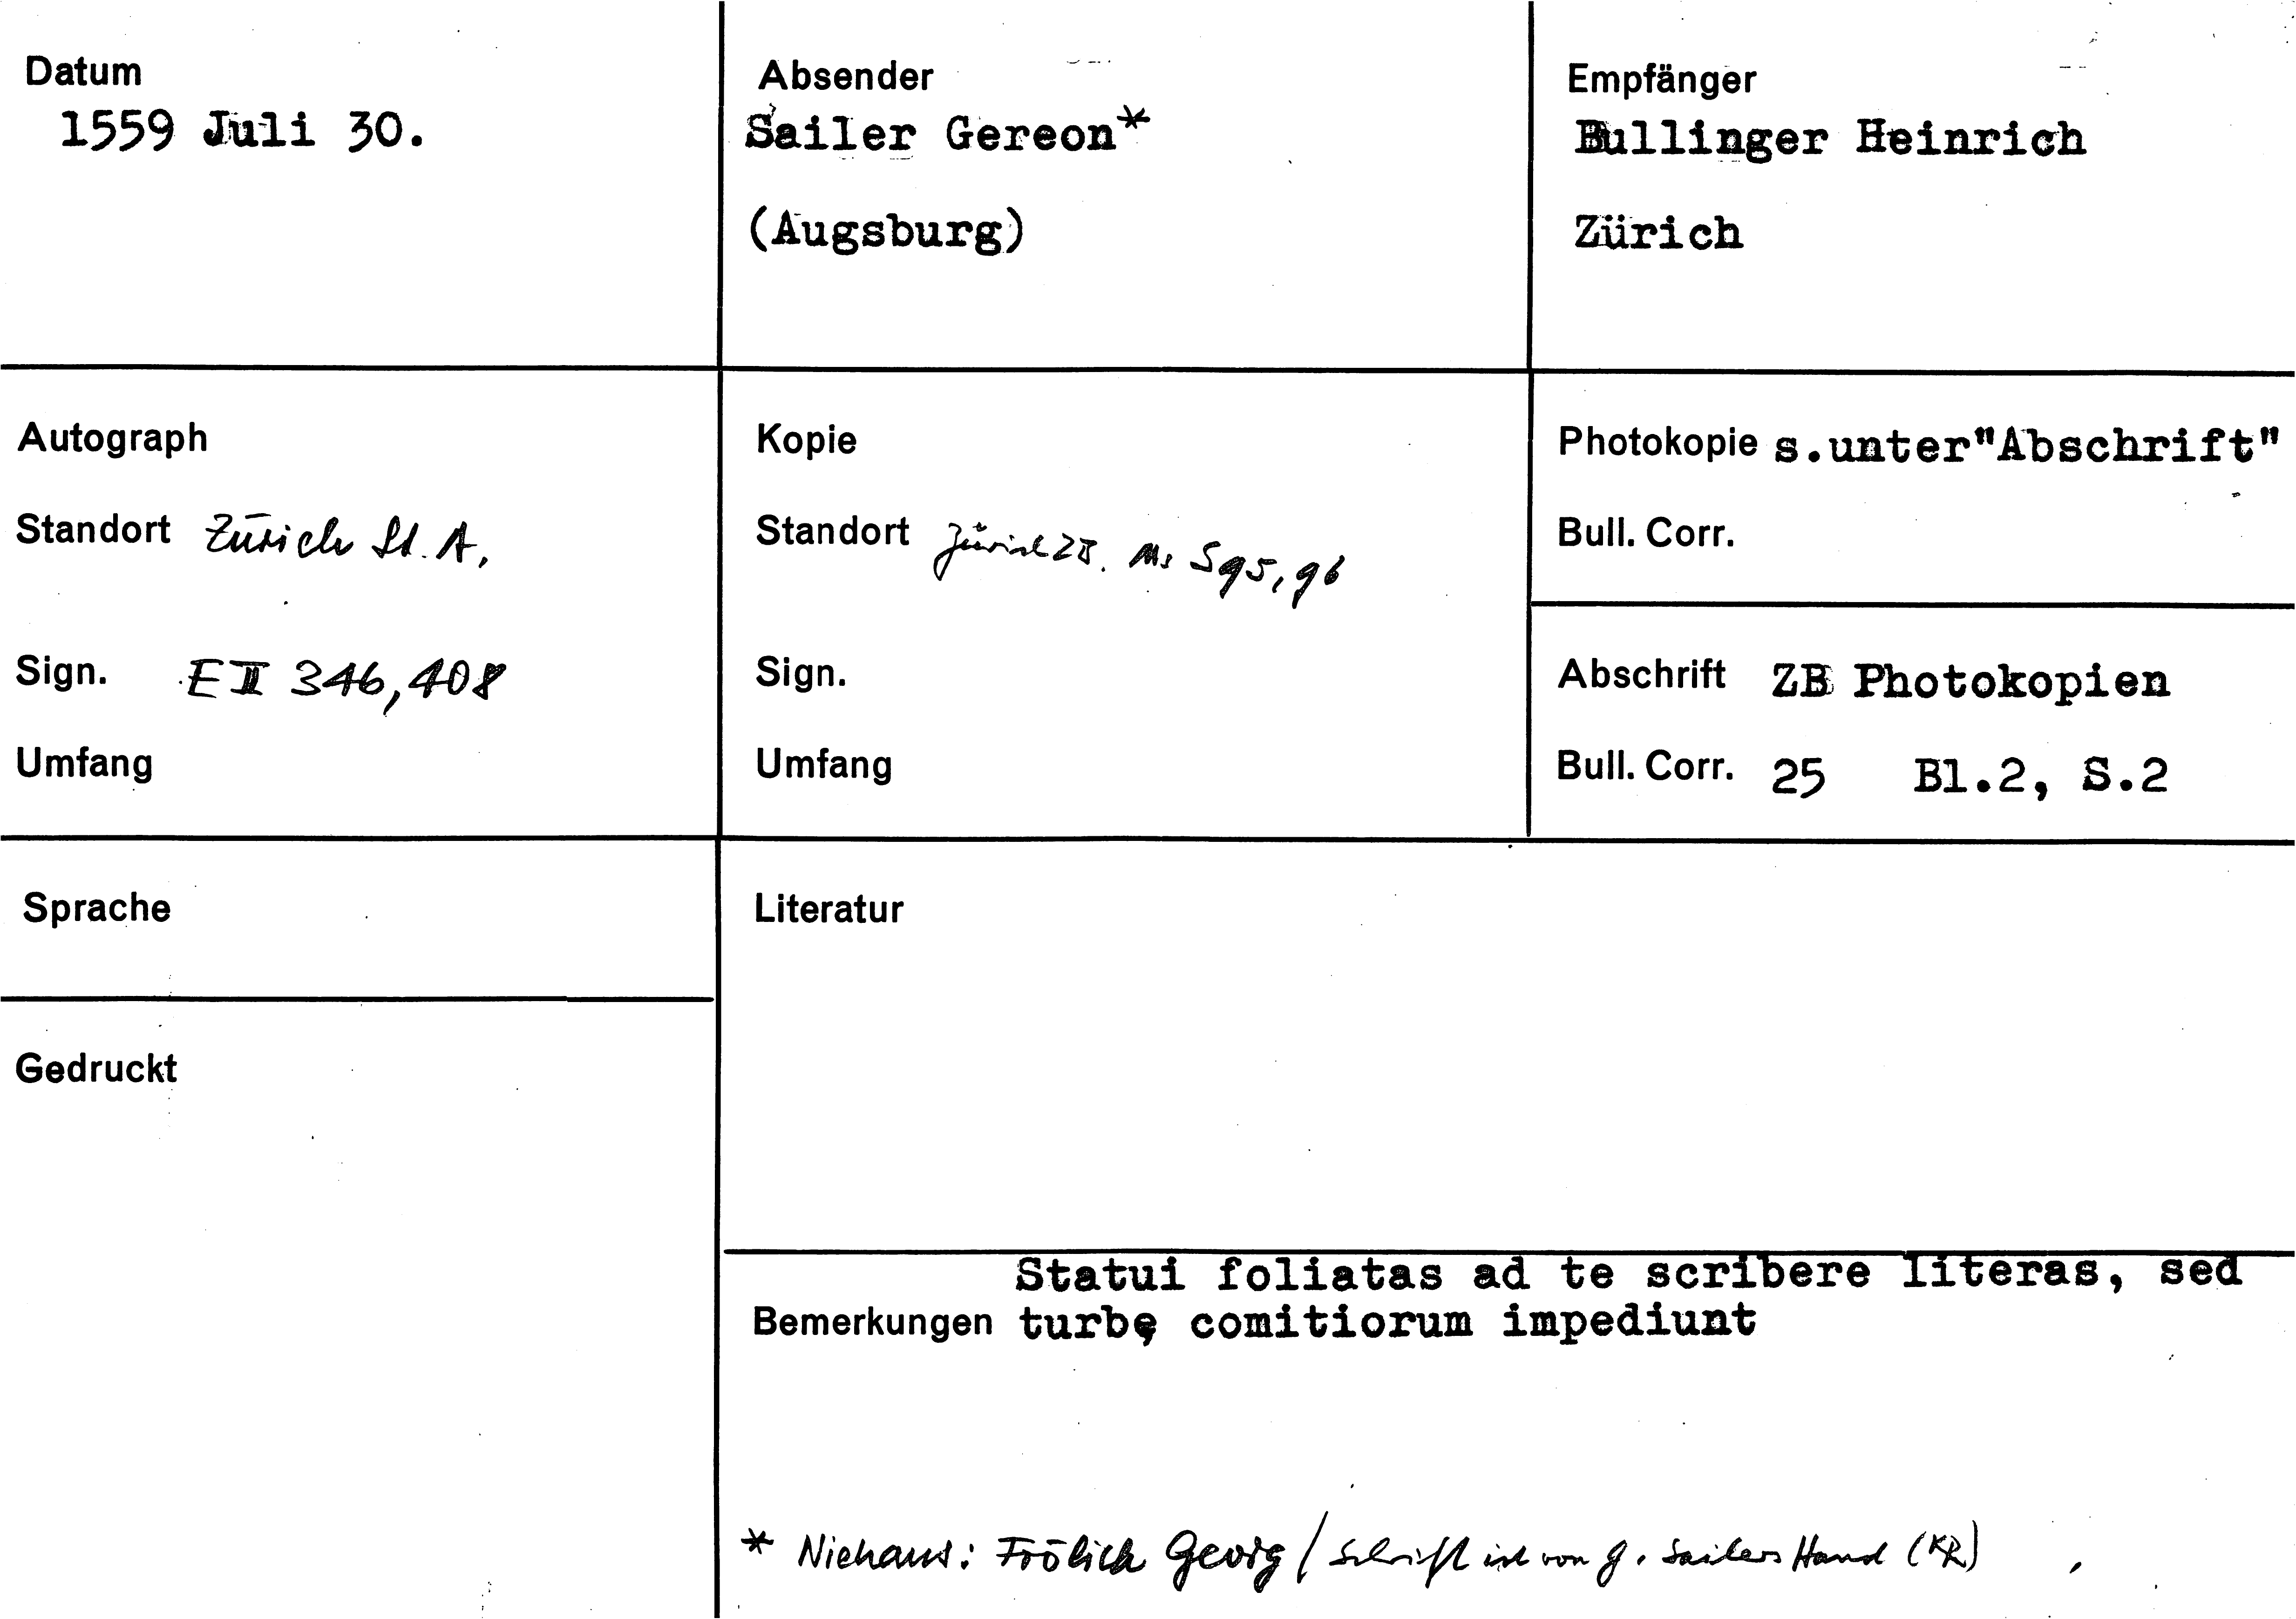 Datum
1559 Juli 30.
Absender
Sailer Gereon*
(Augsburg)
Empfänger
Bullinger Heinrich
Zürich
Autograph
Standort Zürich St. A.
Sign. E II 346, 408
Umfang
Kopie
Standort Zürich ZB. Ms S 95, 96
Sign.
Umfang
Photokopie s.unter"Abschrift"
Bull. Corr.
Abschrift ZB Photokopien
Bull. Corr. 25 Bl.2, S.2
Sprache
Gedruckt
Literatur
Statui foliatas ad te scribere literas, sed
Bemerkungen turbę comitiorum impediunt
* Niehaus: Frölich Georg / Schrift ist von G. Sailers Hand (KR)